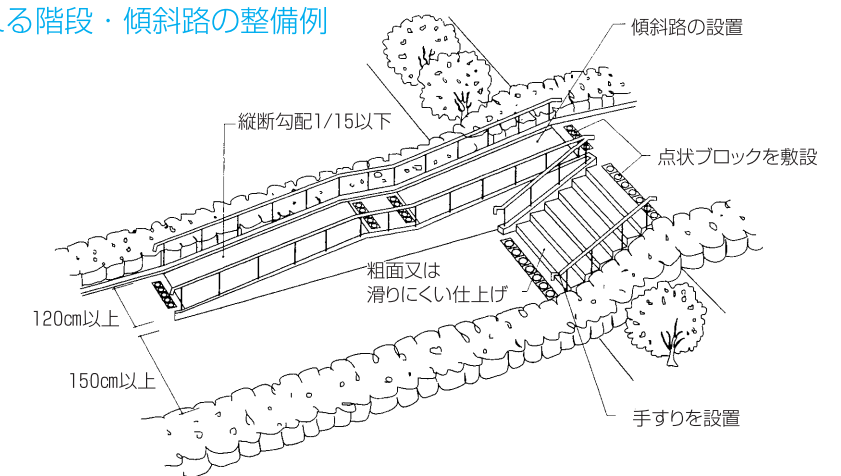 える階段・傾斜路の整備例
傾斜路の設置
縦断勾配1/15以下
点状ブロックを敷設
粗面又は
滑りにくい仕上げ
120㎝以上
150㎝以上
手すりを設置